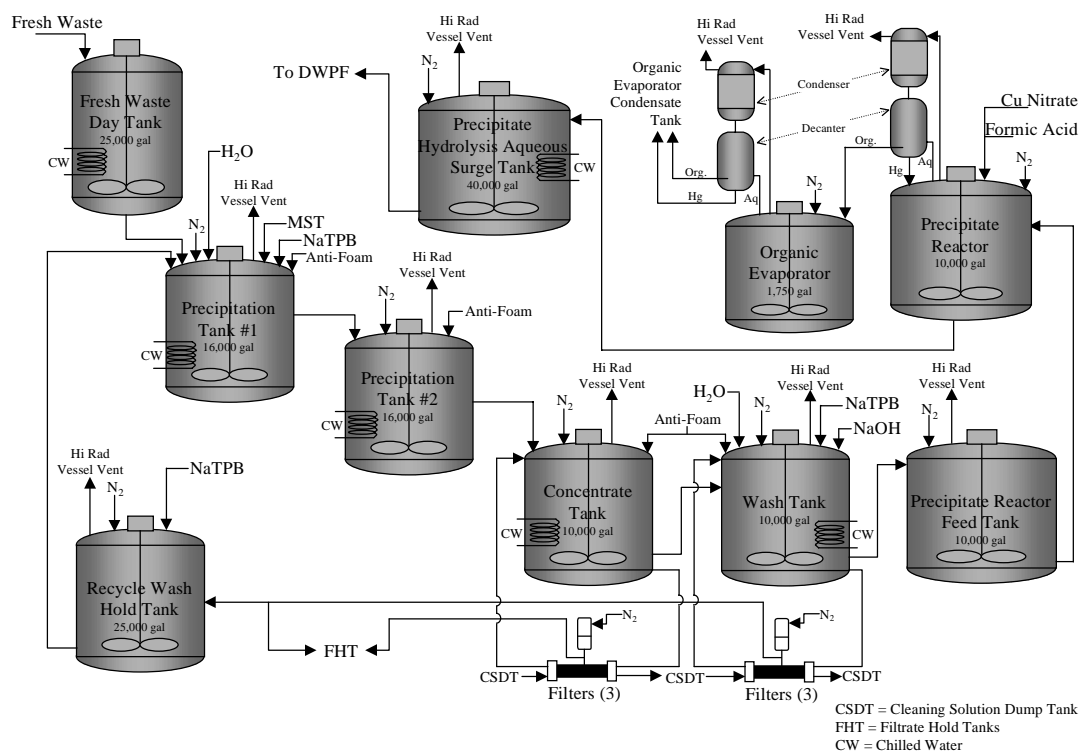 Fresh Waste
Fresh Waste
Day Tank
25,000 gal
CW
To DWPF
Hi Rad
Vessel Vent
N2
Precipitate
Hydrolysis Aqueous
Surge Tank
40,000 gal
CW
Organic
Evaporator
Condensate
Tank
Hi Rad
Vessel Vent
Hi Rad
Vessel Vent
Condenser
Decanter
Org.
Hg
Aq
N2
Organic
Evaporator
1,750 gal
Org.
Hg
Aq
Cu Nitrate
Formic Acid
N2
Precipitate
Reactor
10,000 gal
H2O
Hi Rad
Vessel Vent
N2
MST
NaTPB
Anti-Foam
Precipitation
Tank #1
16,000 gal
CW
Hi Rad
Vessel Vent
N2
Anti-Foam
Precipitation
Tank #2
16,000 gal
CW
Hi Rad
Vessel Vent
N2
Anti-Foam
Concentrate
Tank
10,000 gal
CW
H2O
N2
Hi Rad
Vessel Vent
NaTPB
NaOH
Wash Tank
10,000 gal
CW
Hi Rad
Vessel Vent
N2
Precipitate Reactor
Feed Tank
10,000 gal
Hi Rad
Vessel Vent
N2
NaTPB
Recycle Wash
Hold Tank
25,000 gal
FHT
N2
CSDT
CSDT
Filters (3)
N2
CSDT
Filters (3)
CSDT = Cleaning Solution Dump Tank
FHT = Filtrate Hold Tanks
CW = Chilled Water